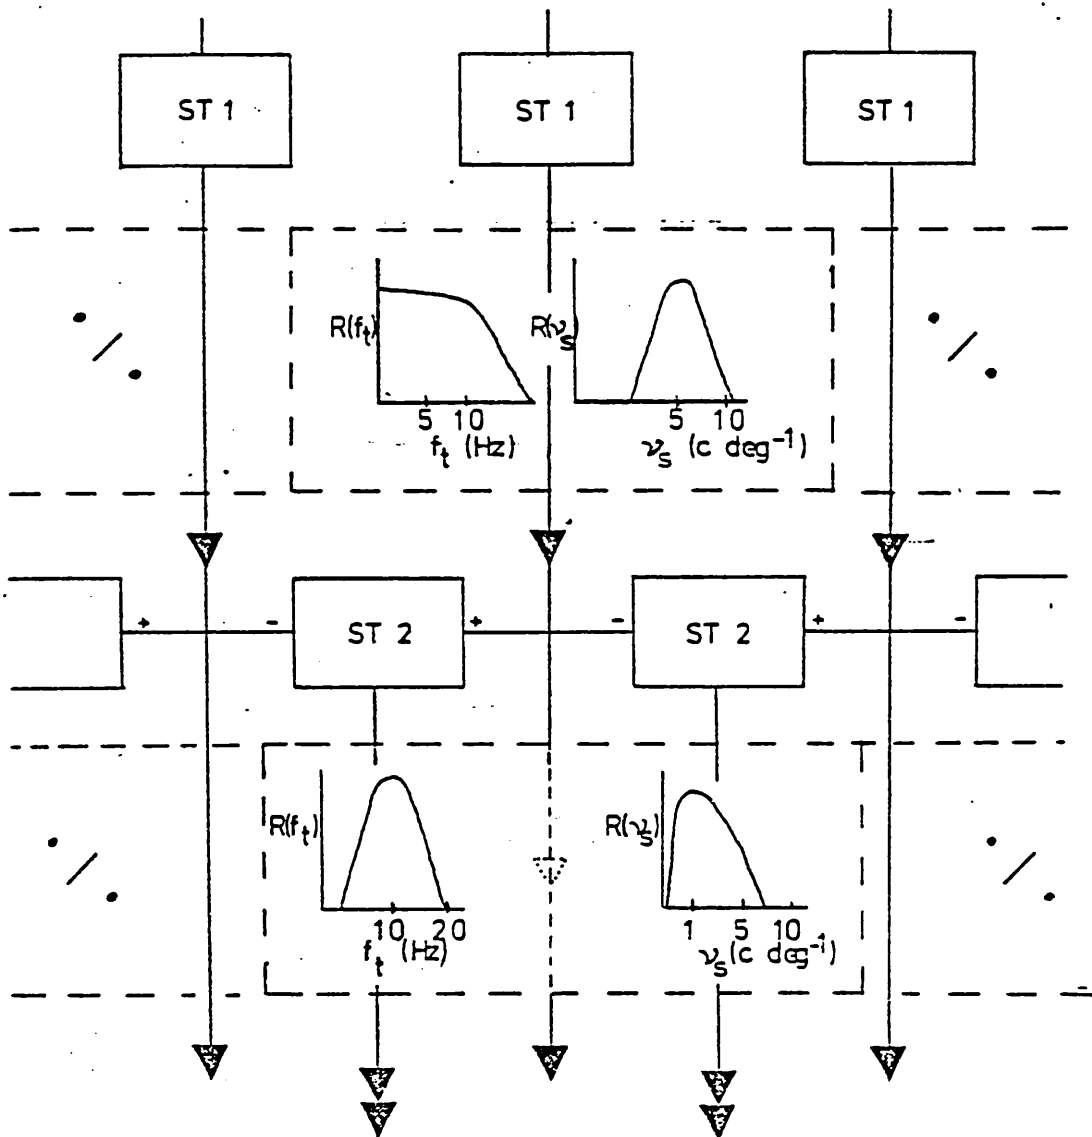 ST 1 ST 1 ST 1
R(f_t) R(ν_s)
5 10 5 10
f_t (Hz) ν_s (c deg⁻¹)
+ - + - + -
ST 2 ST 2
R(f_t) R(ν_s)
10 20 1 5 10
f_t (Hz) ν_s (c deg⁻¹)